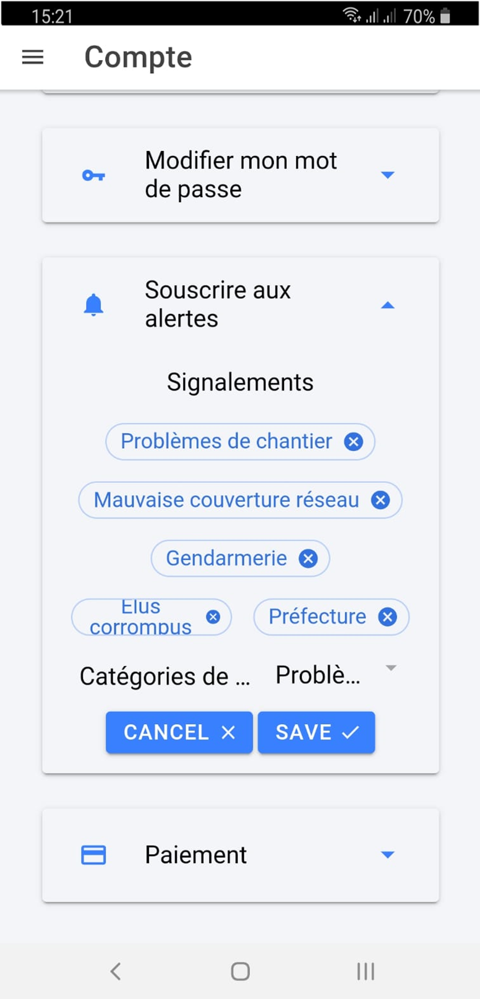 15:21
70%
Compte
Modifier mon mot
de passe
Souscrire aux
alertes
Signalements
Problèmes de chantier
Mauvaise couverture réseau
Gendarmerie
Elus
corrompus
Préfecture
Catégories de ...
Problè...
CANCEL
SAVE
Paiement